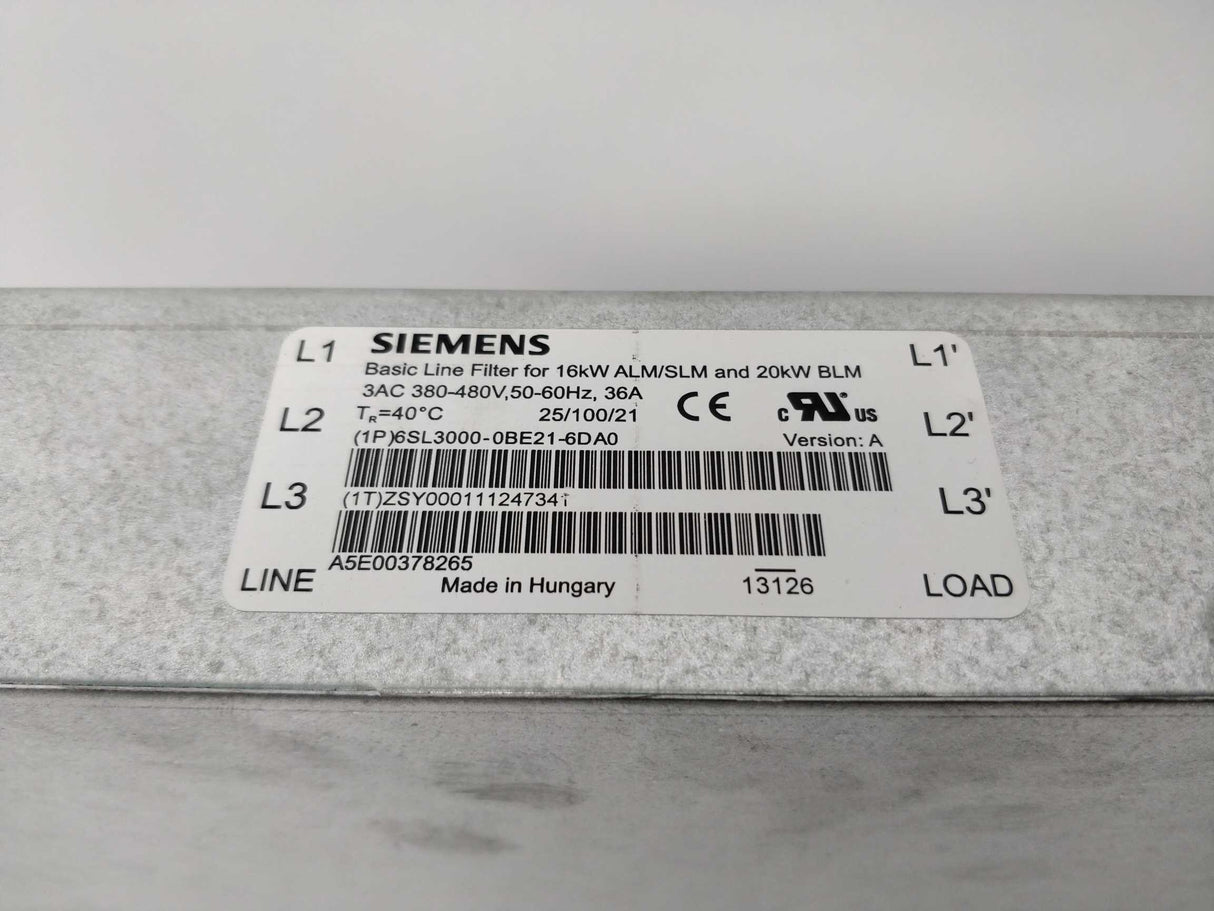 SIEMENS
Basic Line Filter for 16kW ALM/SLM and 20kW BLM
3AC 380-480V,50-60Hz, 36A
TR=40°C 25/100/21 CE c RU US
(1P)6SL3000-0BE21-6DA0 Version: A
(1T)ZSY000111247341
A5E00378265
Made in Hungary 13126
L1
L2
L3
LINE
L1'
L2'
L3'
LOAD